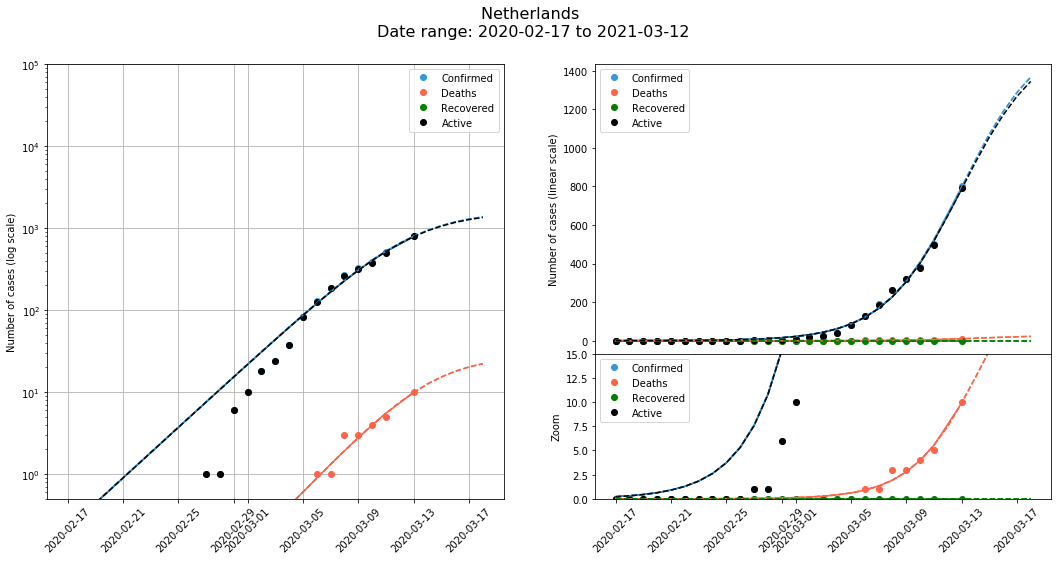 Netherlands
Date range: 2020-02-17 to 2021-03-12
Number of cases (log scale)
10^5
10^4
10^3
10^2
10^1
10^0
Confirmed
Deaths
Recovered
Active
2020-02-17
2020-02-21
2020-02-25
2020-02-29
2020-03-01
2020-03-05
2020-03-09
2020-03-13
2020-03-17
Number of cases (linear scale)
1400
1200
1000
800
600
400
200
0
Confirmed
Deaths
Recovered
Active
Zoom
15.0
12.5
10.0
7.5
5.0
2.5
0.0
Confirmed
Deaths
Recovered
Active
2020-02-17
2020-02-21
2020-02-25
2020-02-29
2020-03-01
2020-03-05
2020-03-09
2020-03-13
2020-03-17